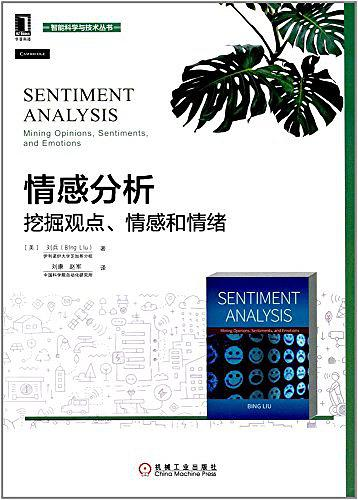 华章科技
智能科学与技术丛书
CAMBRIDGE
SENTIMENT
ANALYSIS
Mining Opinions, Sentiments,
and Emotions
情感分析
挖掘观点、情感和情绪
[美] 刘兵(Bing Liu) 著
伊利诺伊大学芝加哥分校
刘康 赵军 译
中国科学院自动化研究所
SENTIMENT
ANALYSIS
Mining Opinions, Sentiments, and Emotions
BING LIU
机械工业出版社
China Machine Press